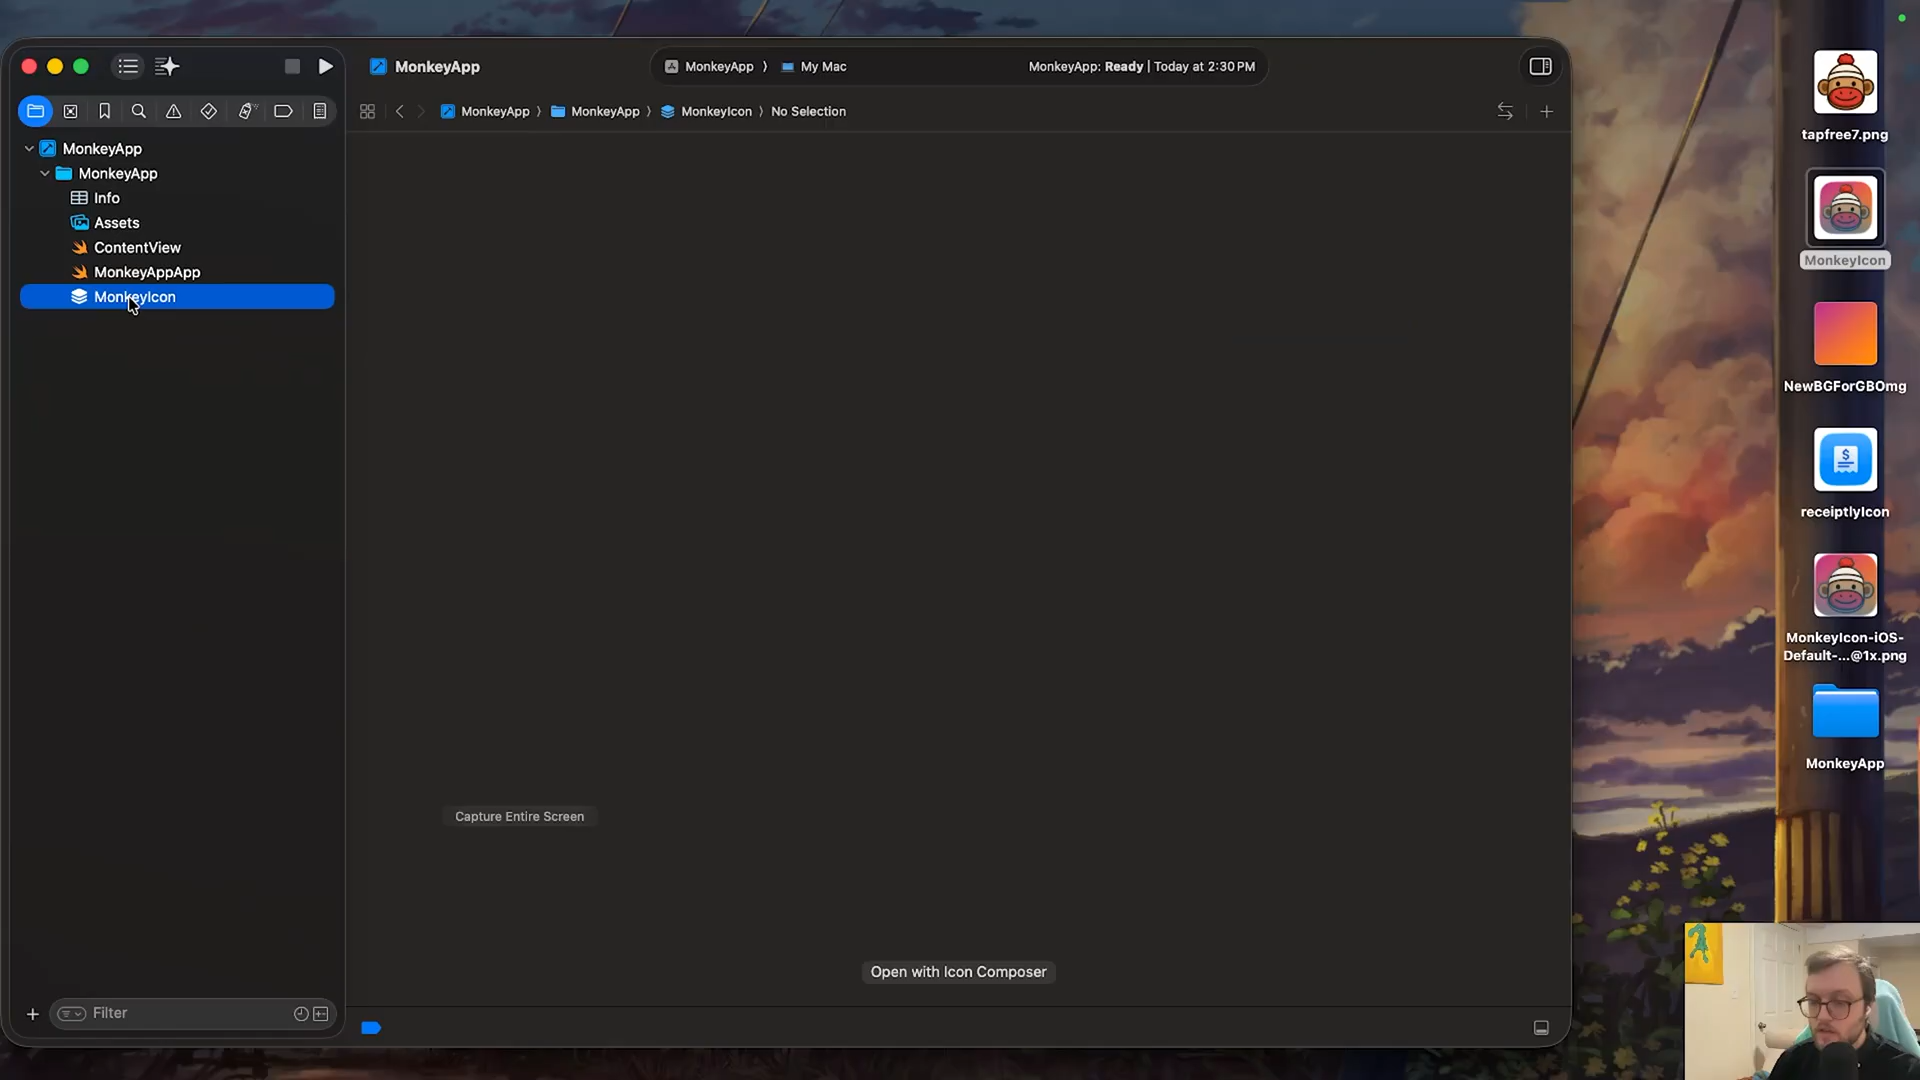 MonkeyApp
MonkeyApp 〉 My Mac
MonkeyApp: Ready | Today at 2:30 PM
MonkeyApp 〉 MonkeyApp 〉 MonkeyIcon 〉 No Selection
MonkeyApp
MonkeyApp
Info
Assets
ContentView
MonkeyAppApp
MonkeyIcon
Filter
Capture Entire Screen
Open with Icon Composer
tapfree7.png
MonkeyIcon
NewBGForGBOmg
$
receiptlyIcon
MonkeyIcon-iOS-
Default-...@1x.png
MonkeyApp